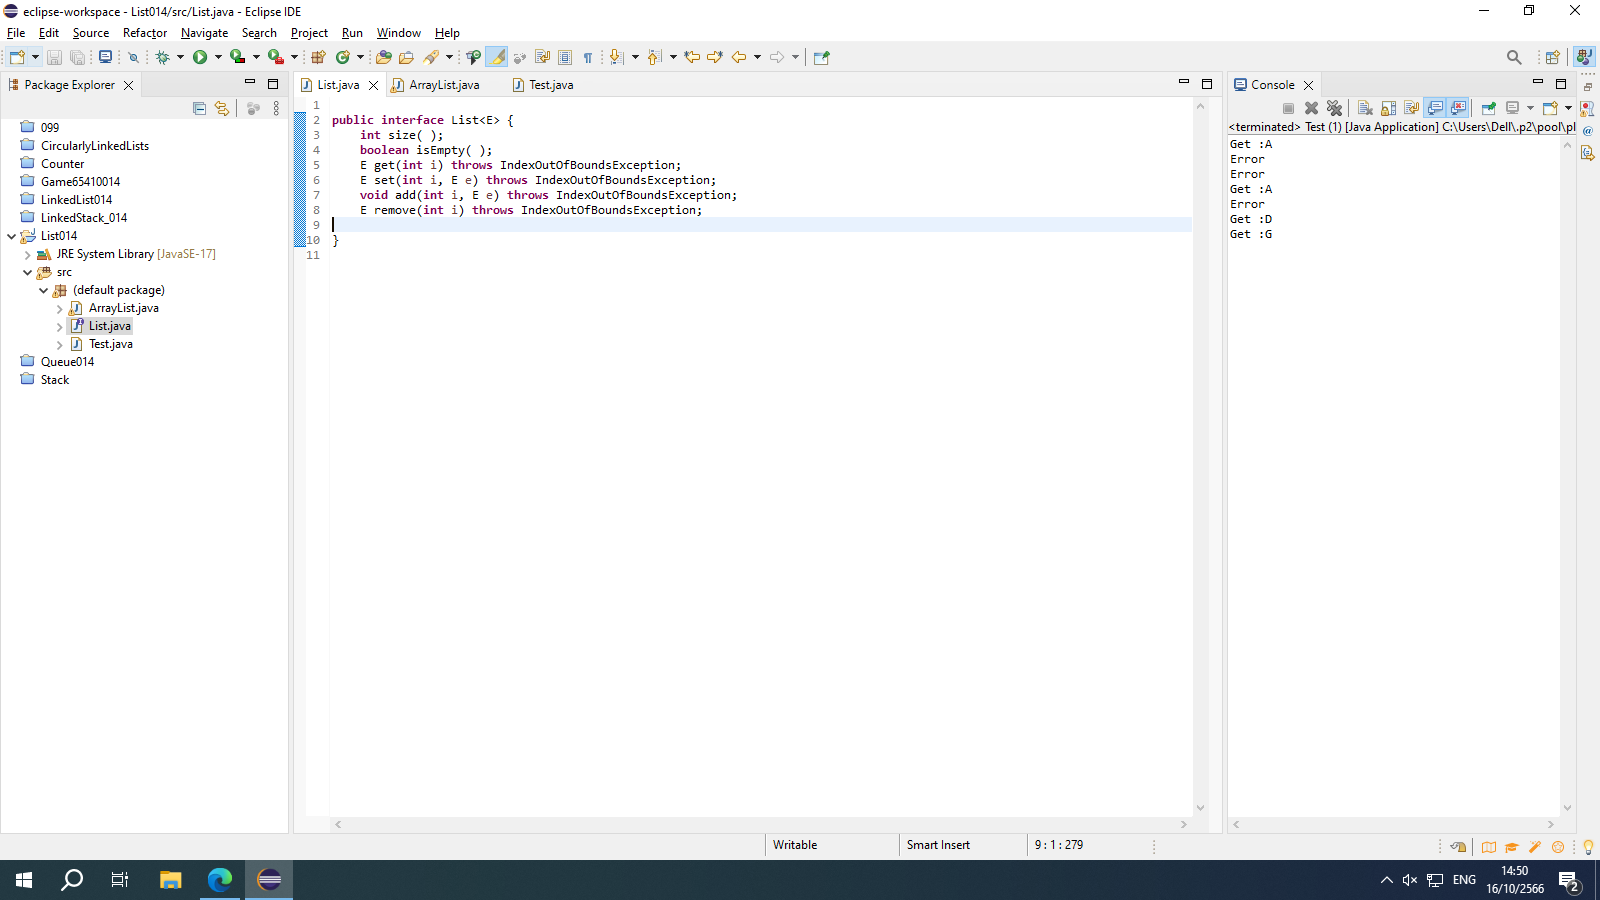 eclipse-workspace - List014/src/List.java - Eclipse IDE
File Edit Source Refactor Navigate Search Project Run Window Help
Package Explorer
099
CircularlyLinkedLists
Counter
Game65410014
LinkedList014
LinkedStack_014
List014
JRE System Library [JavaSE-17]
src
(default package)
ArrayList.java
List.java
Test.java
Queue014
Stack
List.java ArrayList.java Test.java
1
2 public interface List<E> {
3 int size( );
4 boolean isEmpty( );
5 E get(int i) throws IndexOutOfBoundsException;
6 E set(int i, E e) throws IndexOutOfBoundsException;
7 void add(int i, E e) throws IndexOutOfBoundsException;
8 E remove(int i) throws IndexOutOfBoundsException;
9
10 }
11
Console
<terminated> Test (1) [Java Application] C:\Users\Dell\.p2\pool\pl
Get :A
Error
Error
Get :A
Error
Get :D
Get :G
Writable Smart Insert 9 : 1 : 279
ENG 14:50
16/10/2566
2